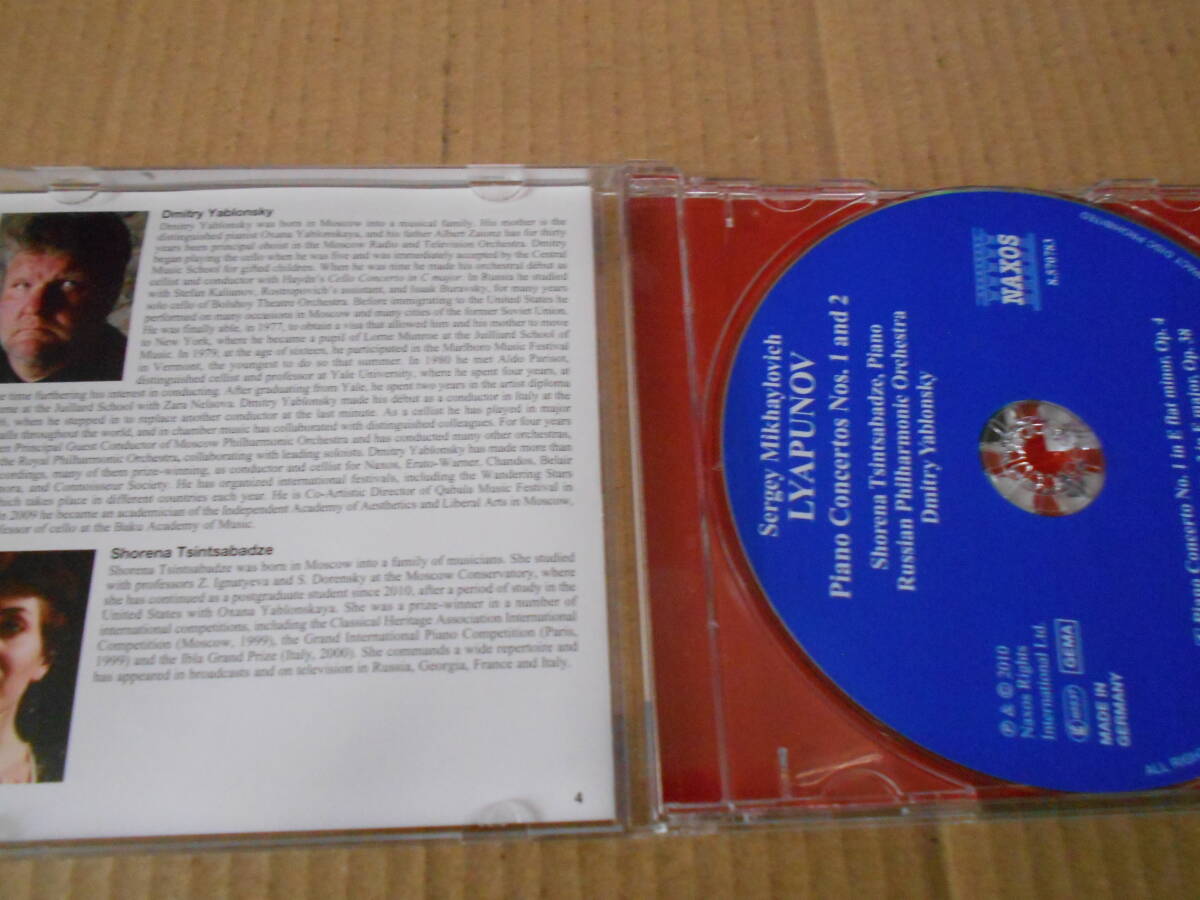 Dmitry Yablonsky
Dmitry Yablonsky was born in Moscow into a musical family. His mother is the
distinguished pianist Oxana Yablonskaya, and his father Albert Zaionz has for thirty
years been principal oboist in the Moscow Radio and Television Orchestra. Dmitry
began playing the cello when he was five and was immediately accepted by the Central
Music School for gifted children. When he was nine he made his orchestral début as
cellist and conductor with Haydn's Cello Concerto in C major. In Russia he studied
with Stefan Kalianov, Rostropovich's assistant, and Isaak Buravsky, for many years
solo cello of Bolshoy Theatre Orchestra. Before immigrating to the United States he
performed on many occasions in Moscow and many cities of the former Soviet Union.
He was finally able, in 1977, to obtain a visa that allowed him and his mother to move
to New York, where he became a pupil of Lorne Munroe at the Juilliard School of
Music. In 1979, at the age of sixteen, he participated in the Marlboro Music Festival
in Vermont, the youngest to do so that summer. In 1980 he met Aldo Parisot,
distinguished cellist and professor at Yale University, where he spent four years, at
time furthering his interest in conducting. After graduating from Yale, he spent two years in the artist diploma
at the Juilliard School with Zara Nelsova. Dmitry Yablonsky made his début as a conductor in Italy at the
when he stepped in to replace another conductor at the last minute. As a cellist he has played in major
throughout the world, and in chamber music has collaborated with distinguished colleagues. For four years
Principal Guest Conductor of Moscow Philharmonic Orchestra and has conducted many other orchestras,
the Royal Philharmonic Orchestra, collaborating with leading soloists. Dmitry Yablonsky has made more than
many of them prize-winning, as conductor and cellist for Naxos, Erato-Warner, Chandos, Belair
and Connoisseur Society. He has organized international festivals, including the Wandering Stars
which takes place in different countries each year. He is Co-Artistic Director of Qabala Music Festival in
In 2009 he became an academician of the Independent Academy of Aesthetics and Liberal Arts in Moscow,
of cello at the Baku Academy of Music.
Shorena Tsintsabadze
Shorena Tsintsabadze was born in Moscow into a family of musicians. She studied
with professors Z. Ignatyeva and S. Dorensky at the Moscow Conservatory, where
she has continued as a postgraduate student since 2010, after a period of study in the
United States with Oxana Yablonskaya. She was a prize-winner in a number of
international competitions, including the Classical Heritage Association International
Competition (Moscow, 1999), the Grand International Piano Competition (Paris,
1999) and the Ibla Grand Prize (Italy, 2000). She commands a wide repertoire and
has appeared in broadcasts and on television in Russia, Georgia, France and Italy.
4
NAXOS
8.570783
Sergey Mikhaylovich
LYAPUNOV
Piano Concertos Nos. 1 and 2
Shorena Tsintsabadze, Piano
Russian Philharmonic Orchestra
Dmitry Yablonsky
Piano Concerto No. 1 in E flat minor, Op. 4
E major, Op. 38
℗ & © 2010
Naxos Rights
International Ltd.
GEMA
MADE IN
GERMANY
DISC PROHIBITED
ALL